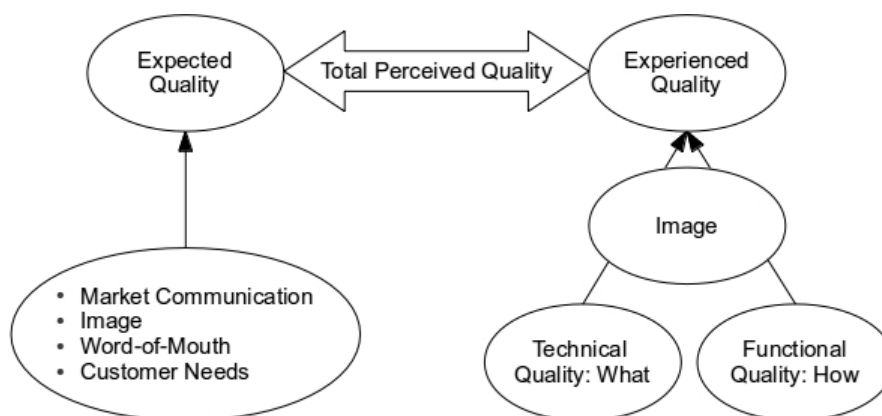 Expected
Quality
Total Perceived Quality
Experienced
Quality
Image
• Market Communication
• Image
• Word-of-Mouth
• Customer Needs
Technical
Quality: What
Functional
Quality: How